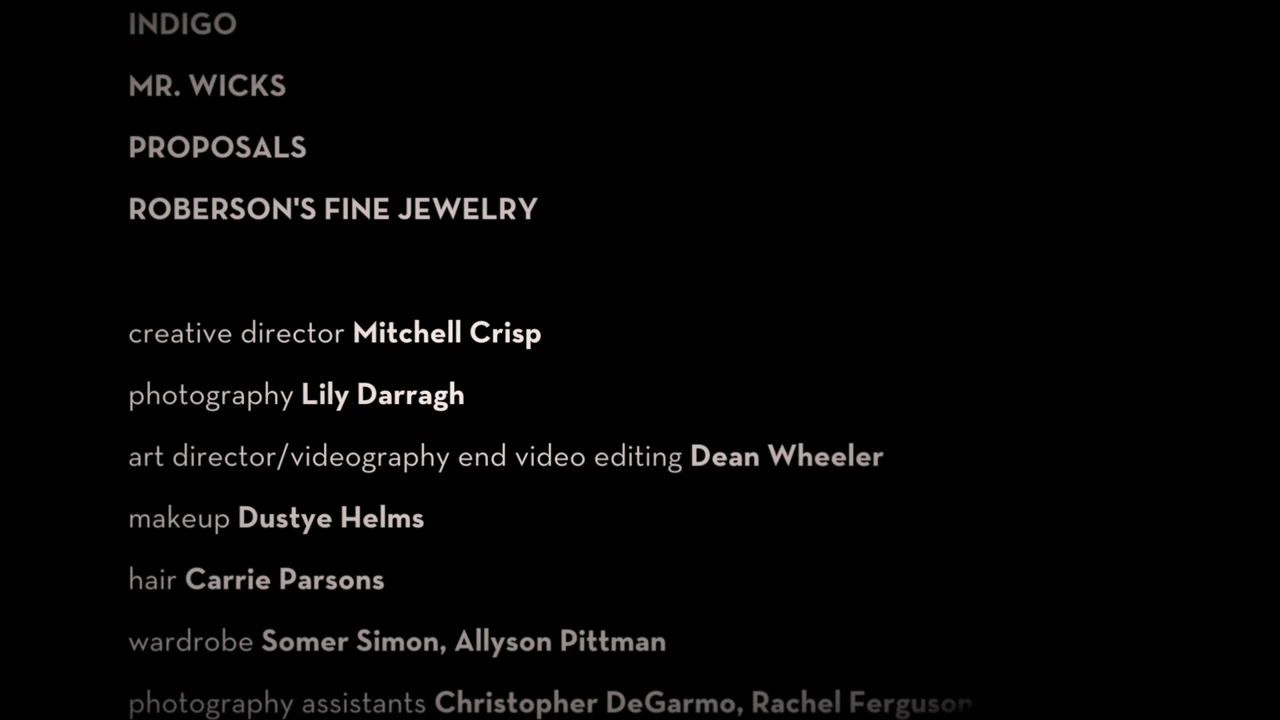 INDIGO
MR. WICKS
PROPOSALS
ROBERSON'S FINE JEWELRY
creative director Mitchell Crisp
photography Lily Darragh
art director/videography end video editing Dean Wheeler
makeup Dustye Helms
hair Carrie Parsons
wardrobe Somer Simon, Allyson Pittman
photography assistants Christopher DeGarmo, Rachel Ferguson